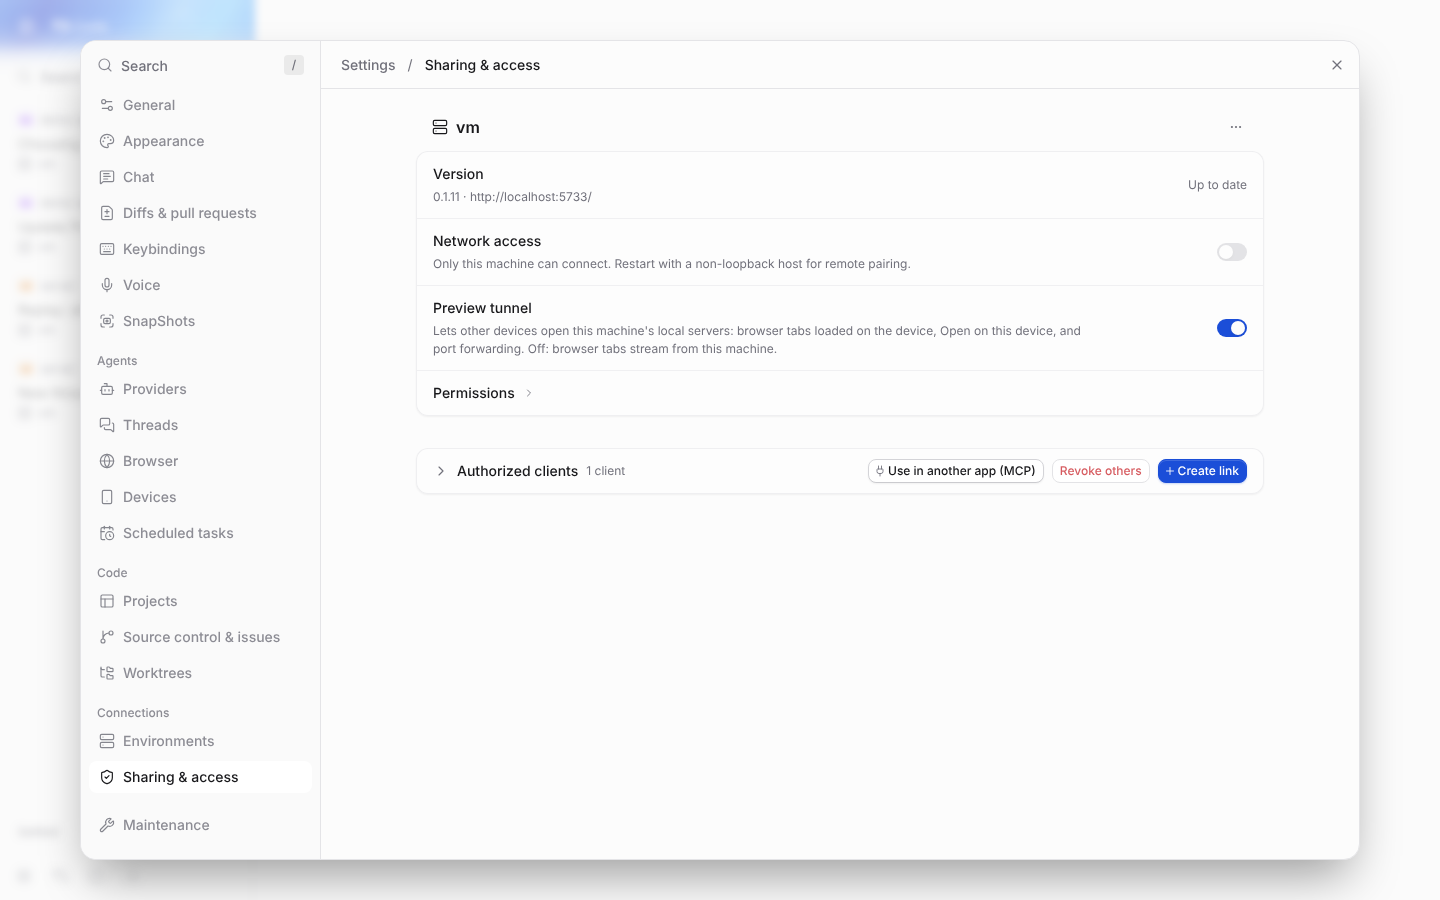 Search
/
General
Appearance
Chat
Diffs & pull requests
Keybindings
Voice
SnapShots
Agents
Providers
Threads
Browser
Devices
Scheduled tasks
Code
Projects
Source control & issues
Worktrees
Connections
Environments
Sharing & access
Maintenance
Settings / Sharing & access
vm
Version
0.1.11 · http://localhost:5733/
Up to date
Network access
Only this machine can connect. Restart with a non-loopback host for remote pairing.
Preview tunnel
Lets other devices open this machine's local servers: browser tabs loaded on the device, Open on this device, and
port forwarding. Off: browser tabs stream from this machine.
Permissions
Authorized clients 1 client
Use in another app (MCP)
Revoke others
+ Create link